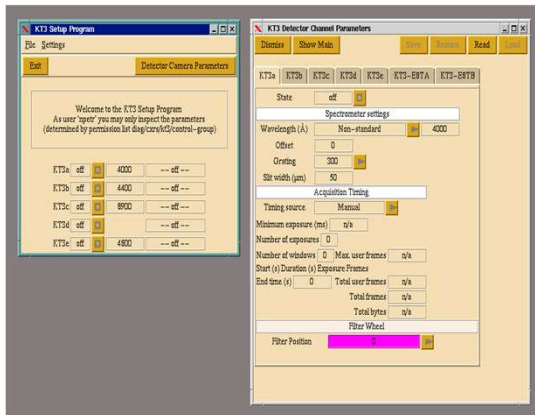 KT3 Setup Program
File Settings
Exit
Detector Camera Parameters
Welcome to the KT3 Setup Program
As user 'npetr' you may only inspect the parameters
(determined by permission list diag/cxrs/kt3/control-group)
KT3a off 4000 -- off --
KT3b off 4400 -- off --
KT3c off 8900 -- off --
KT3d off -- off --
KT3e off 4800 -- off --
KT3 Detector Channel Parameters
Dismiss Show Main Save Restore Read Load
KT3a KT3b KT3c KT3d KT3e KT3-E8TA KT3-E8TB
State off
Spectrometer settings
Wavelength (Å) Non-standard 4000
Offset 0
Grating 300
Slit width (μm) 50
Acquisition Timing
Timing source Manual
Minimum exposure (ms) n/a
Number of exposures 0
Number of windows 0 Max. user frames n/a
Start (s) Duration (s) Exposure Frames
End time (s) 0 Total user frames n/a
Total frames n/a
Total bytes n/a
Filter Wheel
Filter Position 0